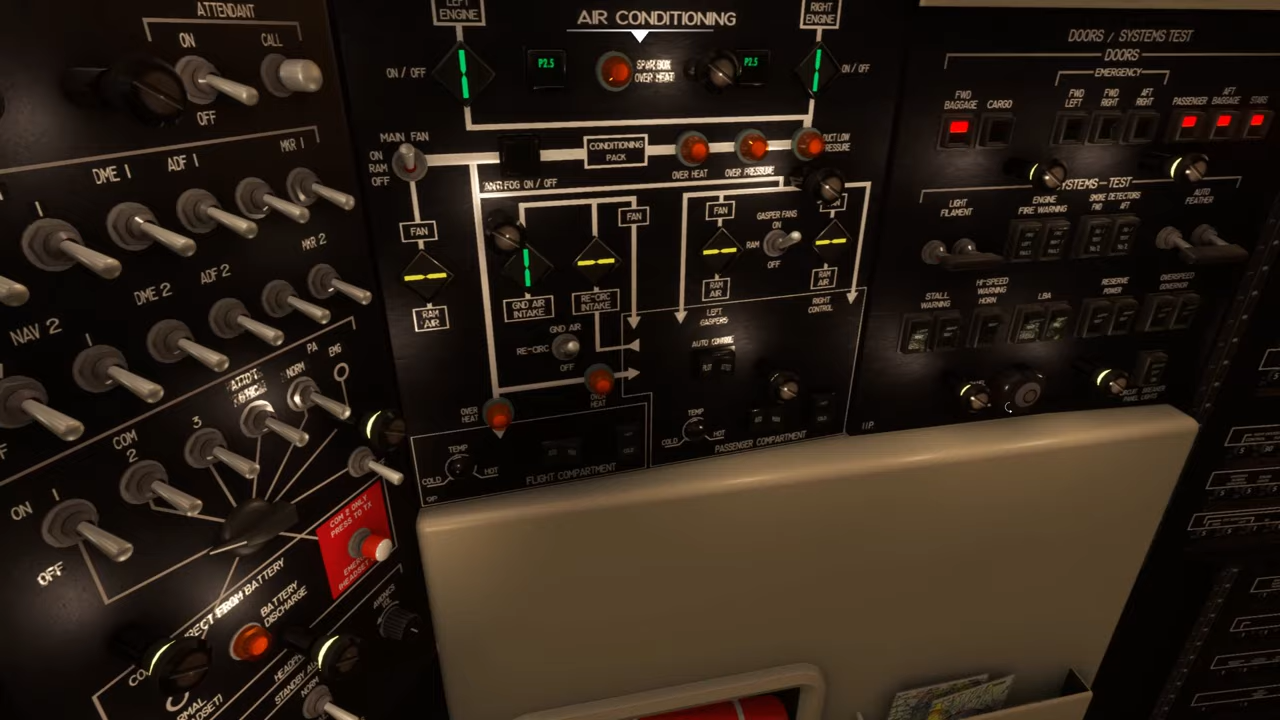 ATTENDANT
ON
CALL
OFF
DME 1
ADF 1
MKR 1
1
NAV 2
DME 2
ADF 2
MKR 2
PA
EMG
NORM
3
COM
2
ON
1
OFF
COM 2 ONLY
PRESS TO TX
BATTERY
DISCHARGE
LEFT
ENGINE
AIR CONDITIONING
RIGHT
ENGINE
ON / OFF
P2.5
SPAR BOX
OVER HEAT
P2.5
ON / OFF
MAIN FAN
ON
RAM
OFF
CONDITIONING
PACK
OVER HEAT
OVER PRESSURE
DUCT LOW
PRESSURE
ANTI FOG ON / OFF
FAN
FAN
FAN
GASPER FANS
ON
RAM
OFF
RAM
AIR
GND AIR
INTAKE
RE-CIRC
INTAKE
RAM
AIR
RAM
AIR
GND AIR
RE-CIRC
OFF
LEFT
GASPERS
RIGHT
CONTROL
OVER
HEAT
OVER
HEAT
TEMP
COLD
HOT
FLIGHT COMPARTMENT
TEMP
COLD
HOT
PASSENGER COMPARTMENT
DOORS / SYSTEMS TEST
DOORS
EMERGENCY
FWD
BAGGAGE
CARGO
FWD
LEFT
FWD
RIGHT
AFT
RIGHT
PASSENGER
AFT
BAGGAGE
STAIRS
SYSTEMS-TEST
LIGHT
FILAMENT
ENGINE
FIRE WARNING
SMOKE DETECTORS
FWD
AFT
AUTO
FEATHER
STALL
WARNING
HI-SPEED
WARNING
HORN
LBA
RESERVE
POWER
OVERSPEED
GOVERNOR
CIRCUIT BREAKER
PANEL LIGHTS